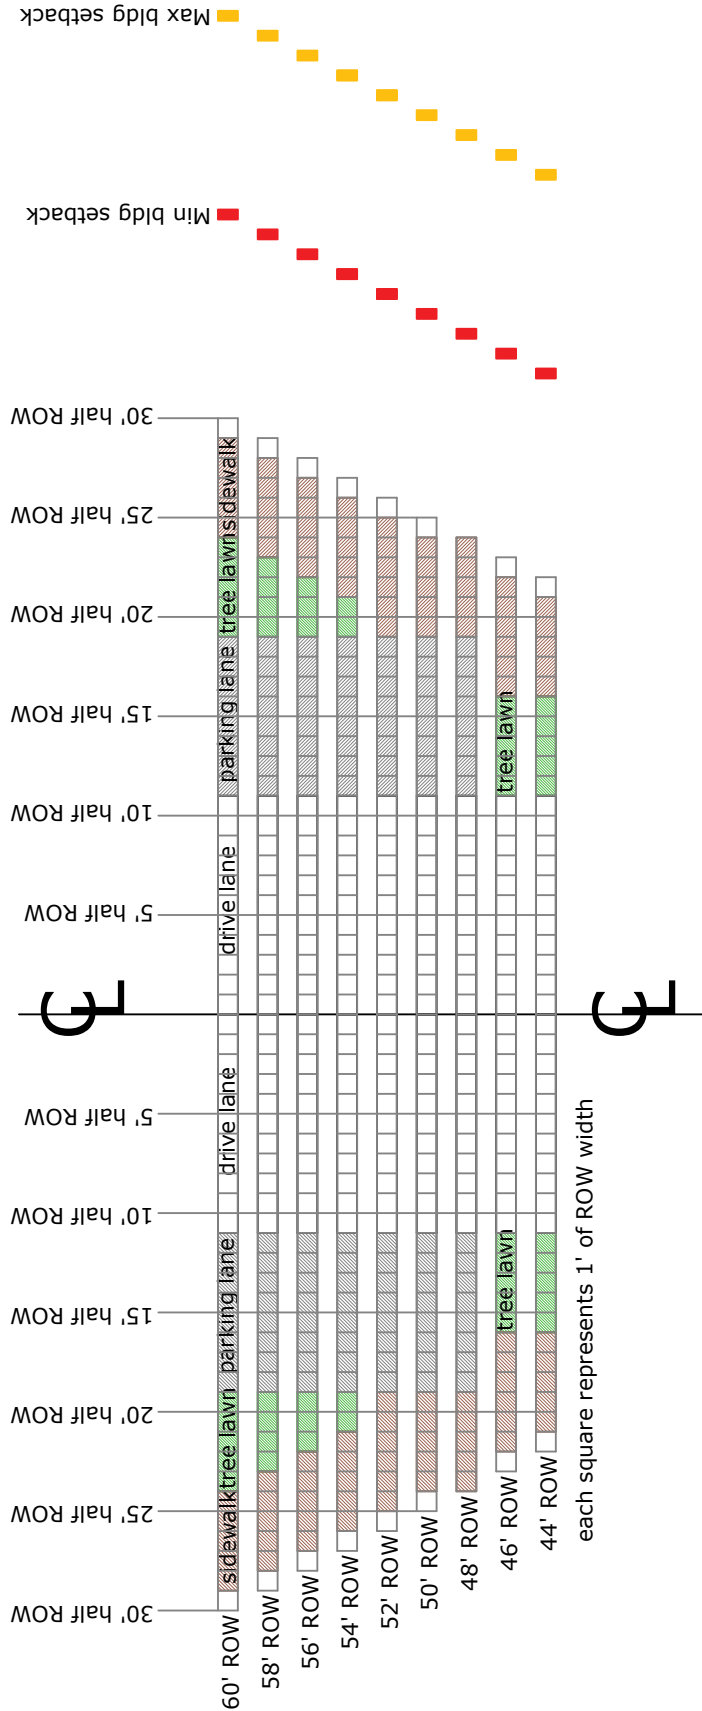 Max bldg setback
Min bldg setback
30' half ROW
25' half ROW
20' half ROW
15' half ROW
10' half ROW
5' half ROW
CL
CL
5' half ROW
10' half ROW
15' half ROW
20' half ROW
25' half ROW
30' half ROW
60' ROW
sidewalk
tree lawn
parking lane
drive lane
drive lane
parking lane
tree lawn
sidewalk
58' ROW
56' ROW
54' ROW
52' ROW
50' ROW
48' ROW
46' ROW
tree lawn
tree lawn
44' ROW
each square represents 1' of ROW width